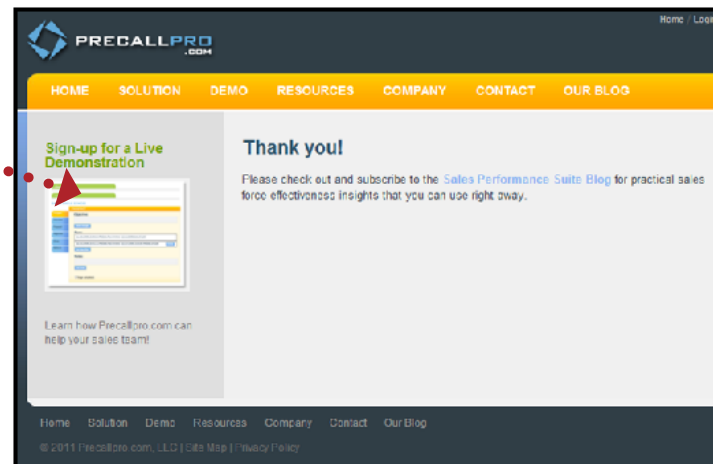 Home / Login
PRECALLPRO
.COM
HOME SOLUTION DEMO RESOURCES COMPANY CONTACT OUR BLOG
Sign-up for a Live
Demonstration
Learn how Precallpro.com can
help your sales team!
Thank you!
Please check out and subscribe to the Sales Performance Suite Blog for practical sales
force effectiveness insights that you can use right away.
Home Solution Demo Resources Company Contact Our Blog
© 2011 Precallpro.com, LLC | Site Map | Privacy Policy